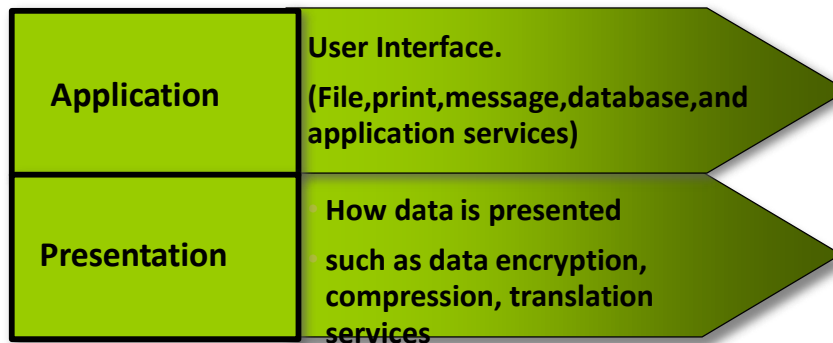 Application
User Interface.
(File,print,message,database,and
application services)
Presentation
• How data is presented
• such as data encryption,
compression, translation
services